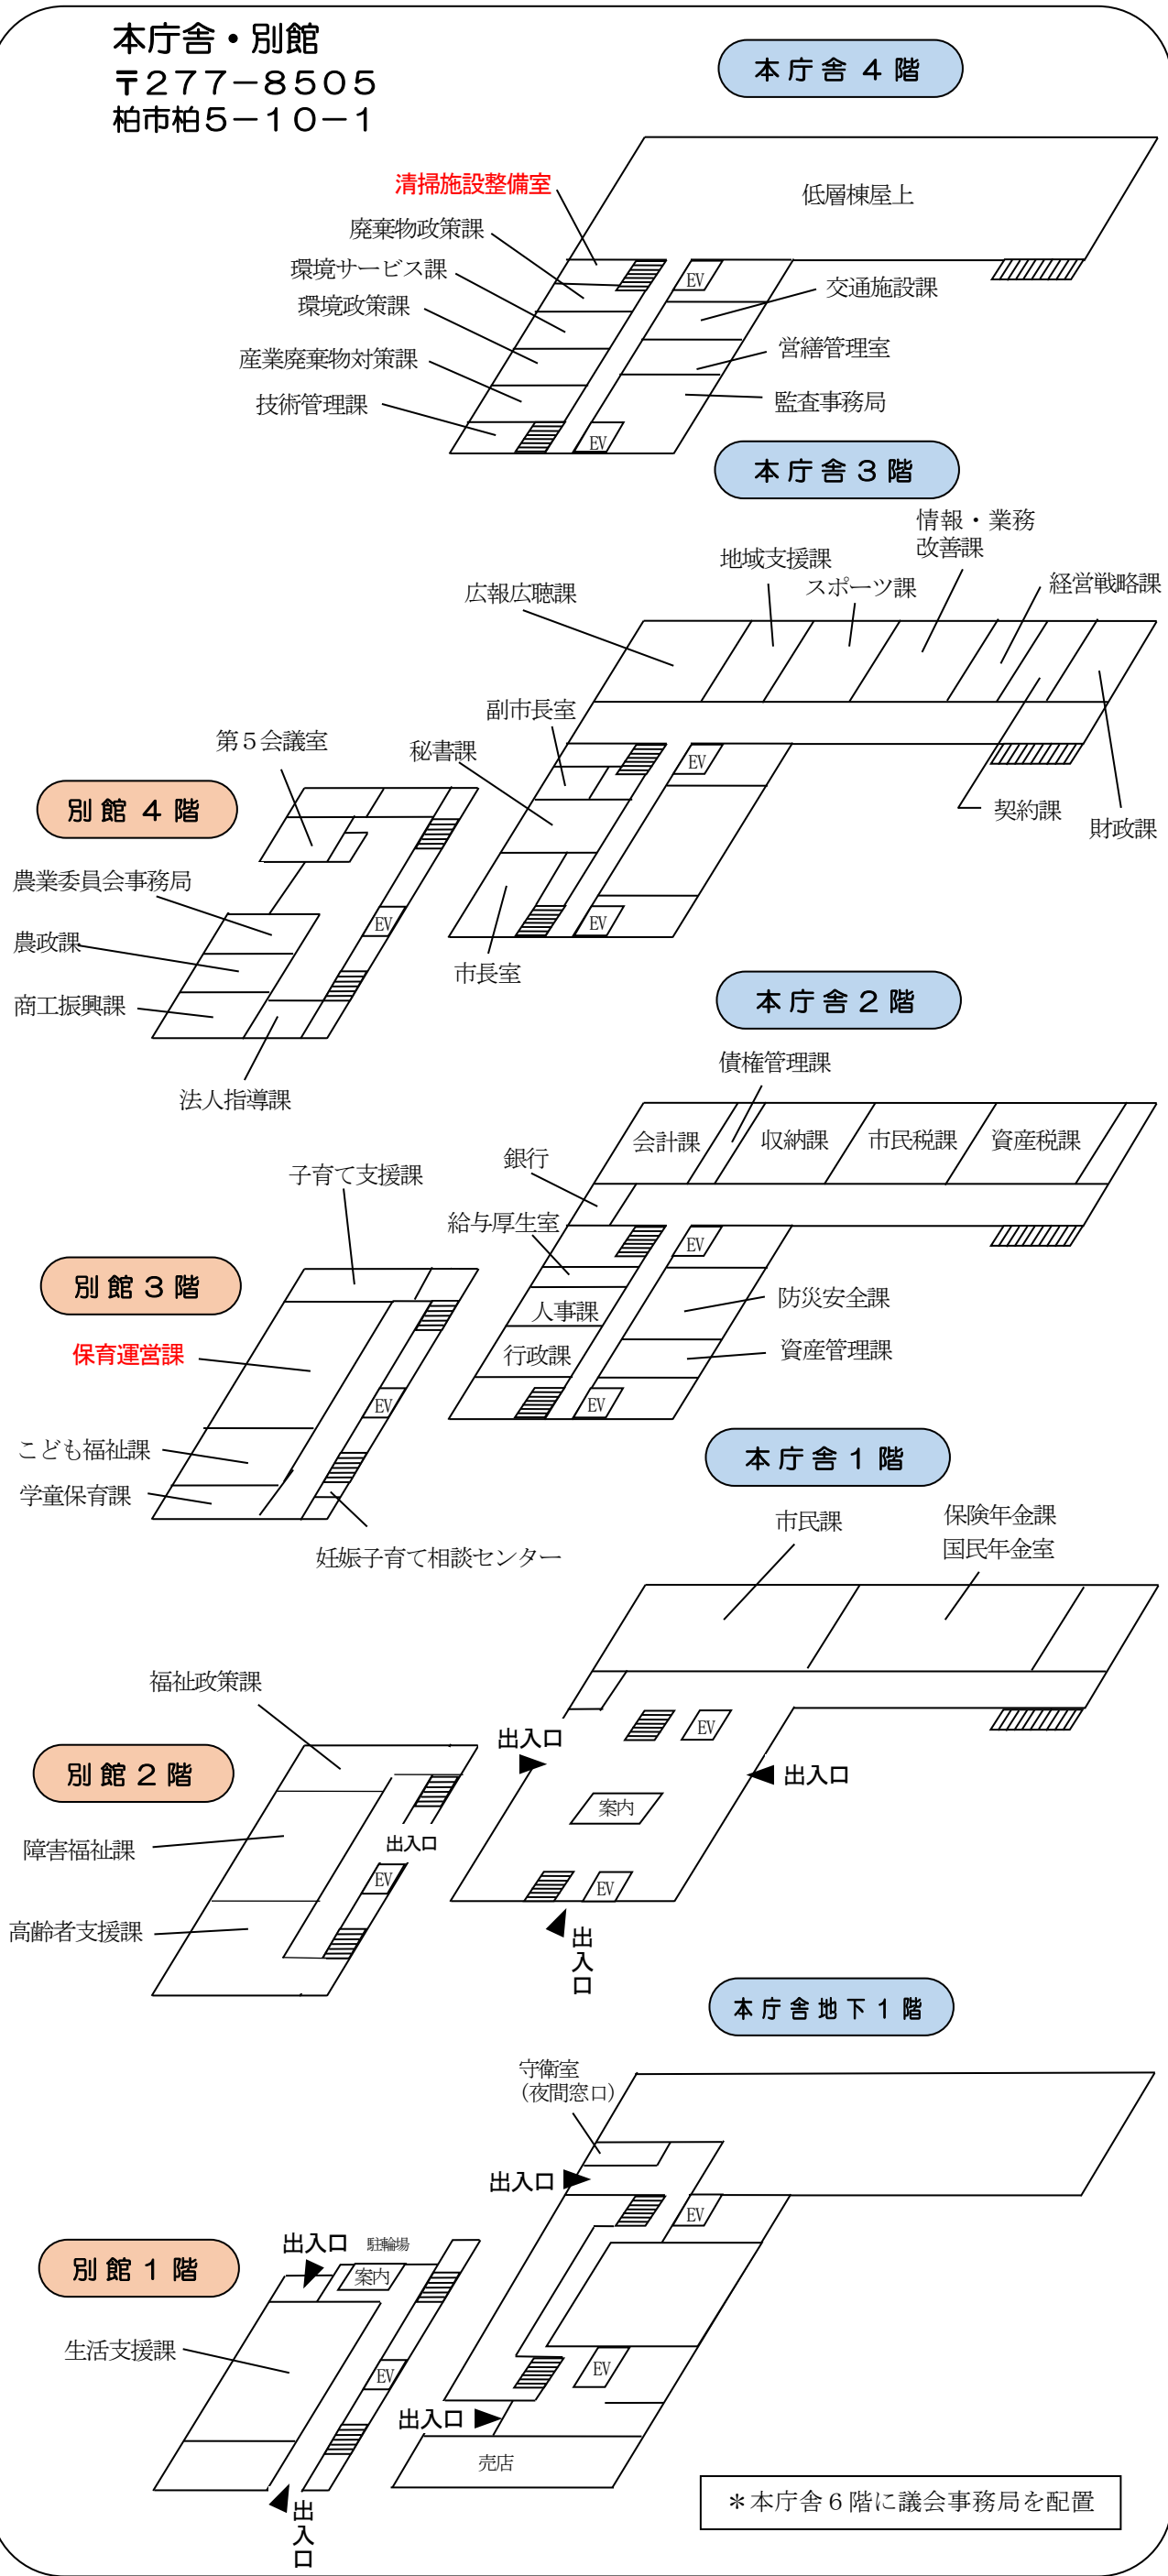 本庁舎・別館
〒277-8505
柏市柏5-10-1
本庁舎4階
低層棟屋上
清掃施設整備室
廃棄物政策課
環境サービス課
環境政策課
産業廃棄物対策課
技術管理課
EV
交通施設課
営繕管理室
監査事務局
EV
本庁舎3階
情報・業務
改善課
地域支援課
スポーツ課
経営戦略課
広報広聴課
副市長室
秘書課
EV
契約課
財政課
EV
市長室
別館4階
第5会議室
農業委員会事務局
EV
農政課
商工振興課
法人指導課
本庁舎2階
債権管理課
会計課
収納課
市民税課
資産税課
銀行
給与厚生室
EV
人事課
防災安全課
行政課
資産管理課
EV
別館3階
子育て支援課
保育運営課
EV
こども福祉課
学童保育課
妊娠子育て相談センター
本庁舎1階
市民課
保険年金課
国民年金室
出入口
EV
出入口
案内
EV
出入口
別館2階
福祉政策課
出入口
障害福祉課
EV
高齢者支援課
本庁舎地下1階
守衛室
(夜間窓口)
出入口
EV
EV
出入口
売店
別館1階
出入口
駐輪場
案内
生活支援課
EV
出入口
*本庁舎6階に議会事務局を配置